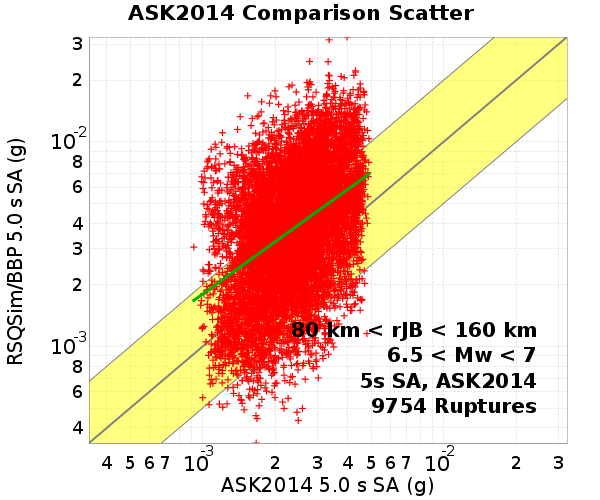 ASK2014 Comparison Scatter
RSQSim/BBP 5.0 s SA (g)
3
2
10^-2
8
6
4
3
2
10^-3
8
6
4
80 km < rJB < 160 km
6.5 < Mw < 7
5s SA, ASK2014
9754 Ruptures
4 5 6 7 10^-3 2 3 4 5 6 7 10^-2 2 3
ASK2014 5.0 s SA (g)